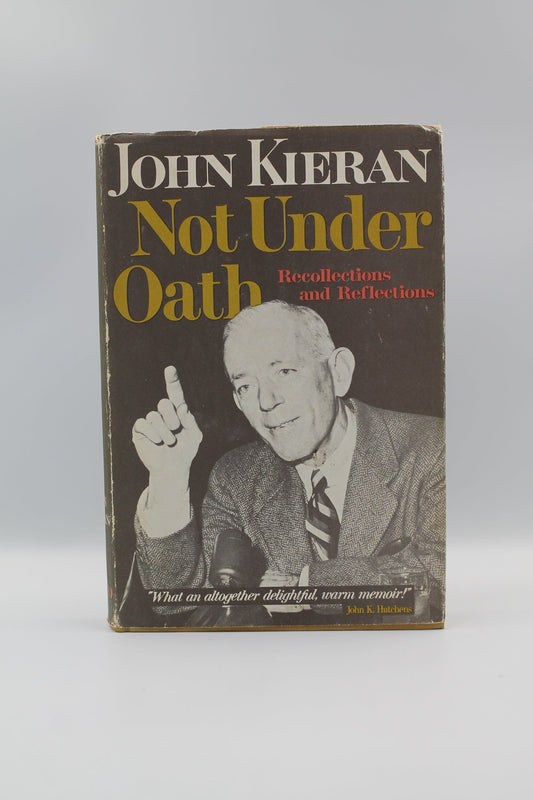 JOHN KIERAN
Not Under
Oath
Recollections
and Reflections
"What an altogether delightful, warm memoir!"
John K. Hutchens